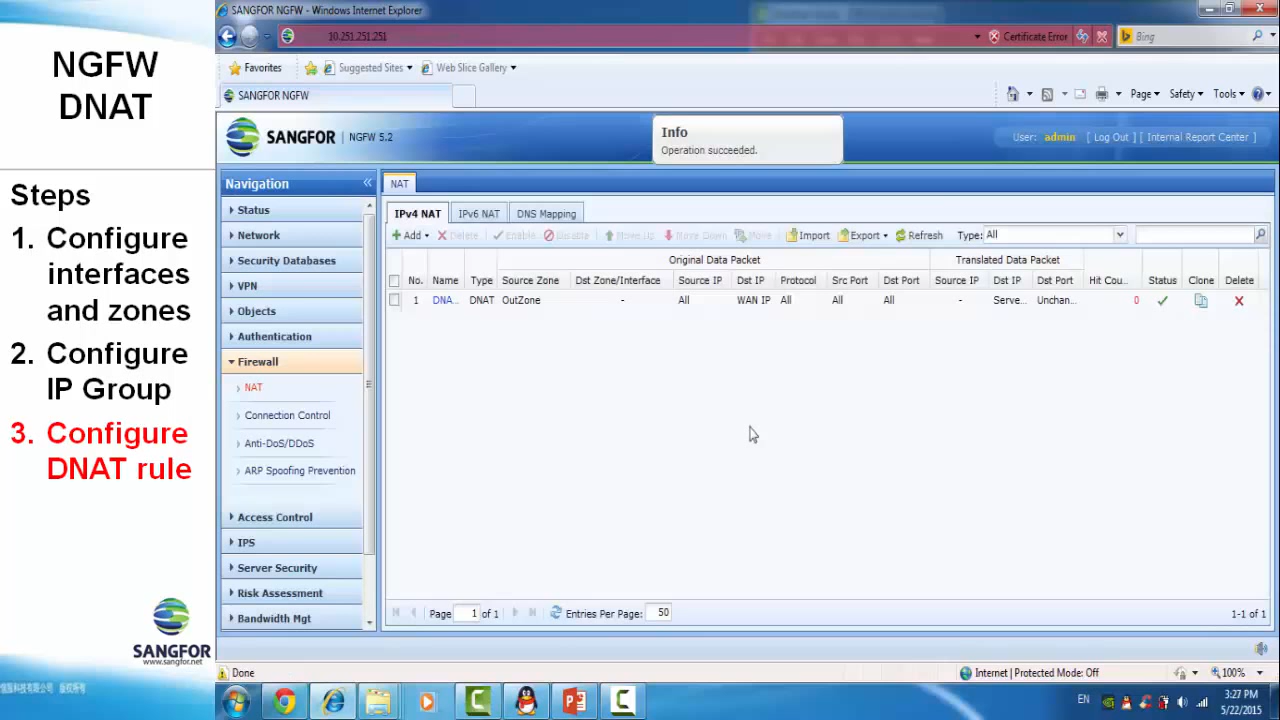 NGFW
DNAT
Steps
1. Configure
interfaces
and zones
2. Configure
IP Group
3. Configure
DNAT rule
SANGFOR
www.sangfor.net
版权所有
SANGFOR NGFW - Windows Internet Explorer
10.251.251.251
Certificate Error
Bing
Favorites
Suggested Sites
Web Slice Gallery
SANGFOR NGFW
Page
Safety
Tools
SANGFOR | NGFW 5.2
Info
Operation succeeded.
User: admin [ Log Out ] [ Internal Report Center ]
Navigation
Status
Network
Security Databases
VPN
Objects
Authentication
Firewall
NAT
Connection Control
Anti-DoS/DDoS
ARP Spoofing Prevention
Access Control
IPS
Server Security
Risk Assessment
Bandwidth Mgt
NAT
IPv4 NAT IPv6 NAT DNS Mapping
Add Delete Enable Disable Move Up Move Down Move Import Export Refresh Type: All
Original Data Packet Translated Data Packet
No. Name Type Source Zone Dst Zone/Interface Source IP Dst IP Protocol Src Port Dst Port Source IP Dst IP Dst Port Hit Cou... Status Clone Delete
1 DNA... DNAT OutZone - All WAN IP All All All - Serve... Unchan... 0
Page 1 of 1 Entries Per Page: 50 1-1 of 1
Done
Internet | Protected Mode: Off
100%
EN
3:27 PM
5/22/2015